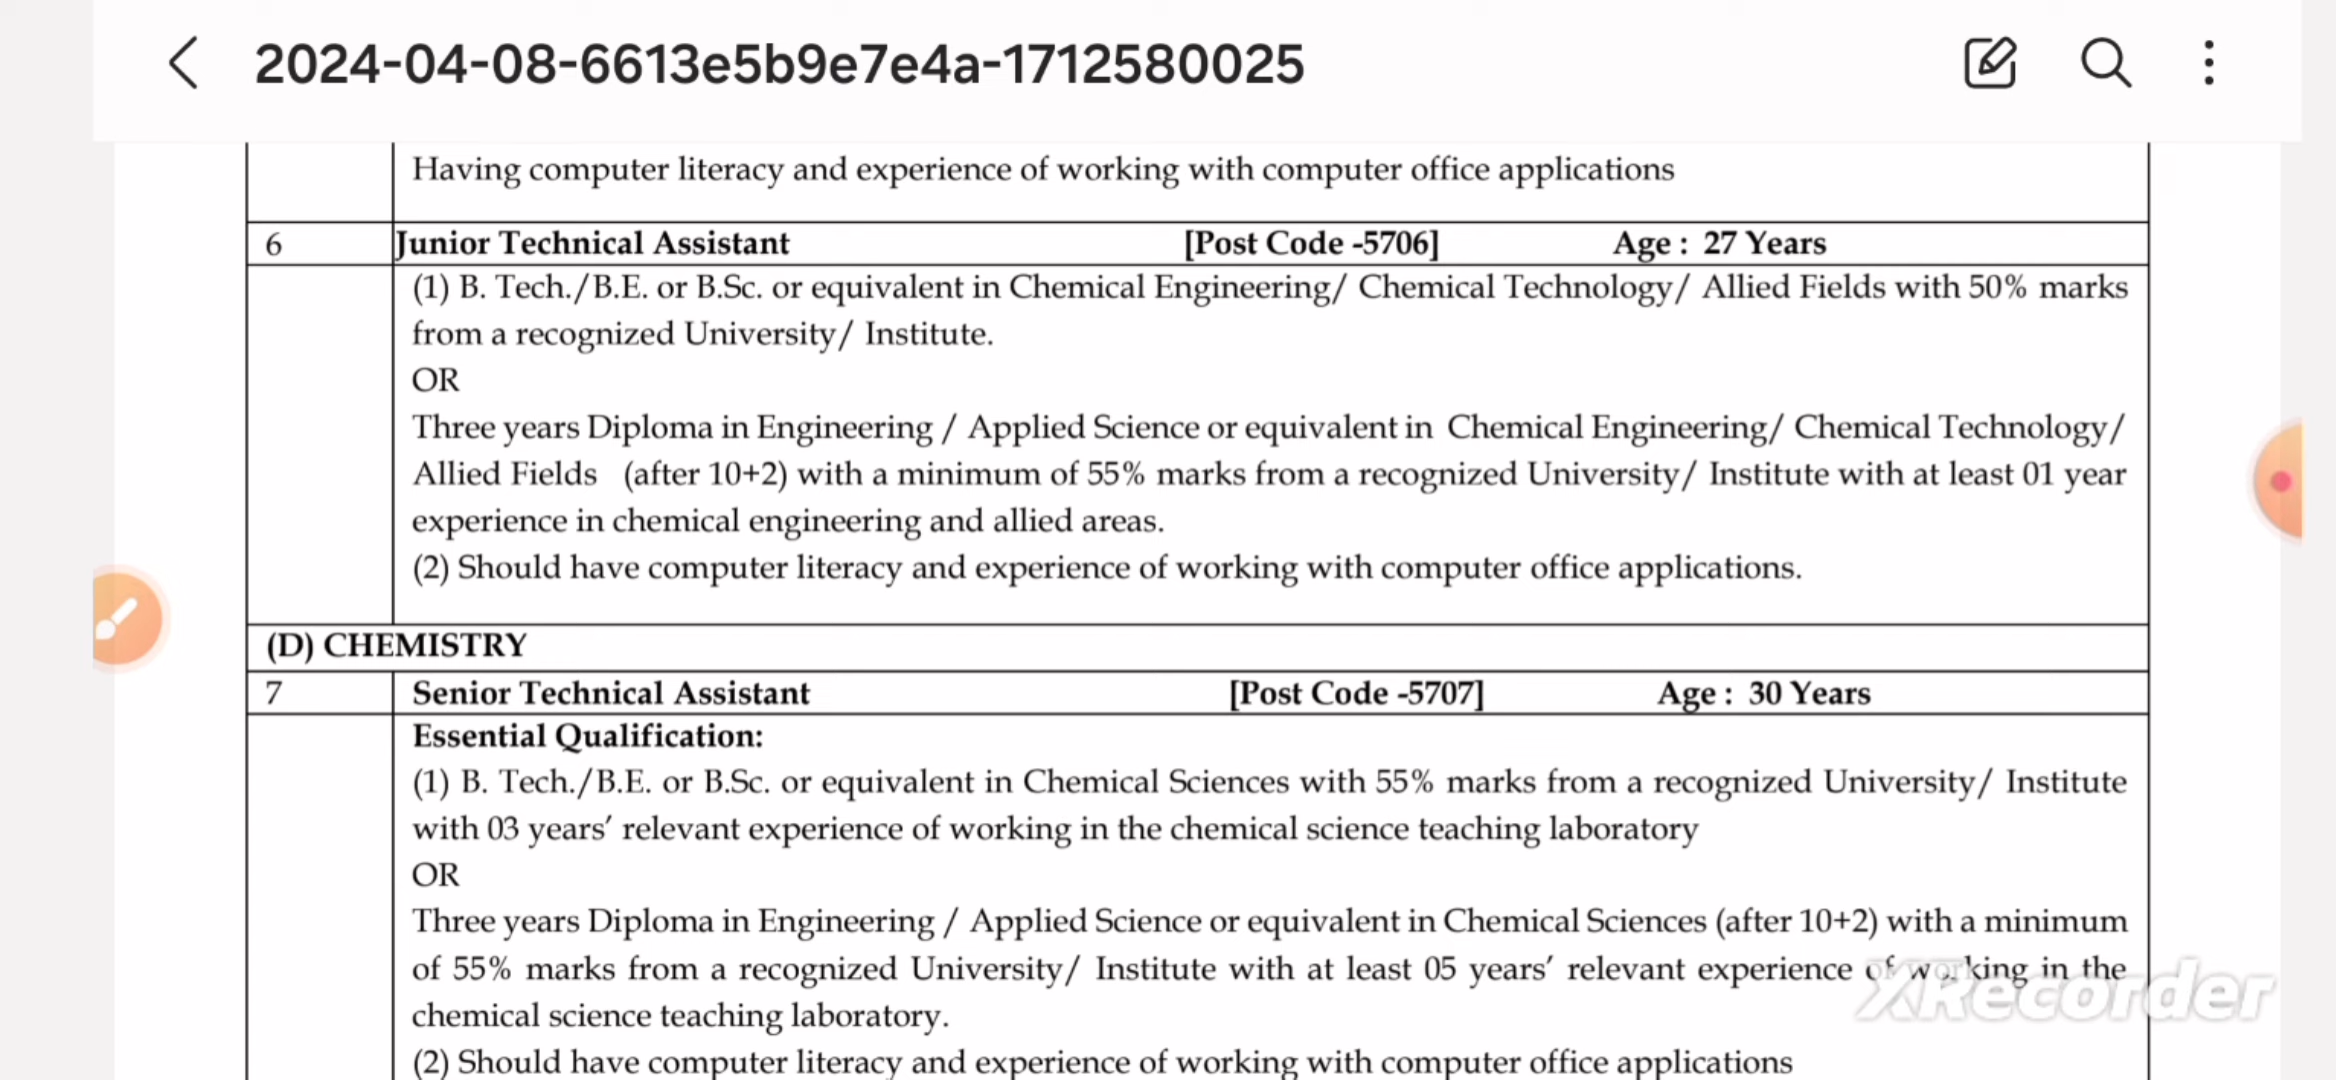 2024-04-08-6613e5b9e7e4a-1712580025
Having computer literacy and experience of working with computer office applications
6 Junior Technical Assistant [Post Code -5706] Age : 27 Years
(1) B. Tech./B.E. or B.Sc. or equivalent in Chemical Engineering/ Chemical Technology/ Allied Fields with 50% marks
from a recognized University/ Institute.
OR
Three years Diploma in Engineering / Applied Science or equivalent in Chemical Engineering/ Chemical Technology/
Allied Fields (after 10+2) with a minimum of 55% marks from a recognized University/ Institute with at least 01 year
experience in chemical engineering and allied areas.
(2) Should have computer literacy and experience of working with computer office applications.
(D) CHEMISTRY
7 Senior Technical Assistant [Post Code -5707] Age : 30 Years
Essential Qualification:
(1) B. Tech./B.E. or B.Sc. or equivalent in Chemical Sciences with 55% marks from a recognized University/ Institute
with 03 years’ relevant experience of working in the chemical science teaching laboratory
OR
Three years Diploma in Engineering / Applied Science or equivalent in Chemical Sciences (after 10+2) with a minimum
of 55% marks from a recognized University/ Institute with at least 05 years’ relevant experience of working in the
chemical science teaching laboratory.
(2) Should have computer literacy and experience of working with computer office applications
XRecorder